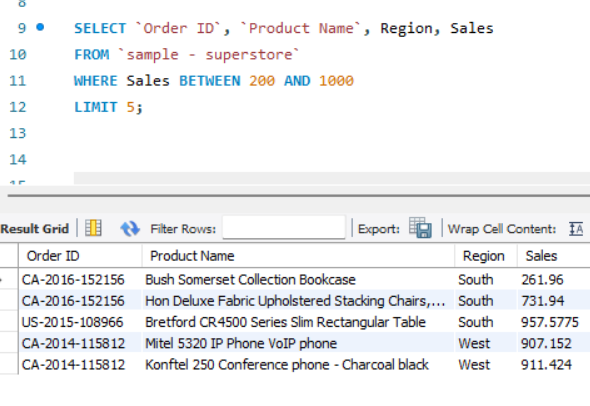 8
9 SELECT `Order ID`, `Product Name`, Region, Sales
10 FROM `sample - superstore`
11 WHERE Sales BETWEEN 200 AND 1000
12 LIMIT 5;
13
14
15
Result Grid Filter Rows: Export: Wrap Cell Content: IA
Order ID Product Name Region Sales
CA-2016-152156 Bush Somerset Collection Bookcase South 261.96
CA-2016-152156 Hon Deluxe Fabric Upholstered Stacking Chairs,... South 731.94
US-2015-108966 Bretford CR4500 Series Slim Rectangular Table South 957.5775
CA-2014-115812 Mitel 5320 IP Phone VoIP phone West 907.152
CA-2014-115812 Konftel 250 Conference phone - Charcoal black West 911.424